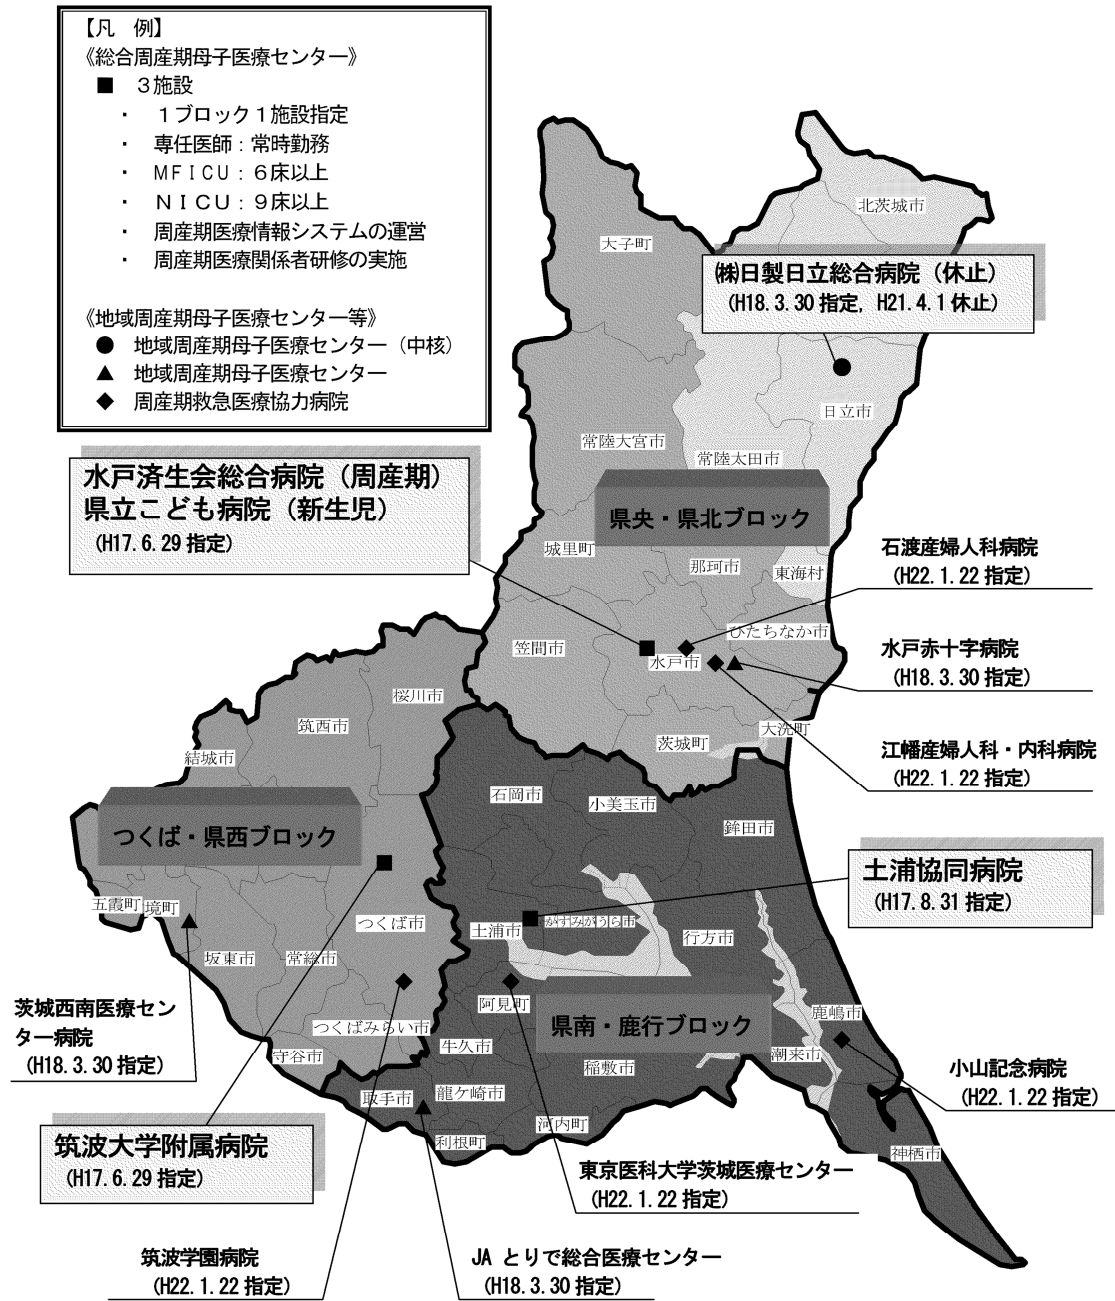 【凡　例】
《総合周産期母子医療センター》
■　３施設
・　１ブロック１施設指定
・　専任医師：常時勤務
・　ＭＦＩＣＵ：６床以上
・　ＮＩＣＵ：９床以上
・　周産期医療情報システムの運営
・　周産期医療関係者研修の実施
《地域周産期母子医療センター等》
●　地域周産期母子医療センター（中核）
▲　地域周産期母子医療センター
◆　周産期救急医療協力病院
北茨城市
大子町
㈱日製日立総合病院（休止）
（H18.3.30 指定，H21.4.1 休止）
日立市
常陸大宮市
常陸太田市
水戸済生会総合病院（周産期）
県立こども病院（新生児）
（H17.6.29 指定）
県央・県北ブロック
城里町
那珂市
東海村
石渡産婦人科病院
（H22.1.22 指定）
ひたちなか市
笠間市
水戸市
水戸赤十字病院
（H18.3.30 指定）
桜川市
筑西市
結城市
茨城町
大洗町
江幡産婦人科・内科病院
（H22.1.22 指定）
石岡市
小美玉市
鉾田市
つくば・県西ブロック
土浦協同病院
（H17.8.31 指定）
五霞町
境町
つくば市
土浦市
かすみがうら市
行方市
坂東市
常総市
茨城西南医療セン
ター病院
（H18.3.30 指定）
阿見町
県南・鹿行ブロック
鹿嶋市
つくばみらい市
守谷市
牛久市
稲敷市
潮来市
小山記念病院
（H22.1.22 指定）
取手市
龍ケ崎市
河内町
利根町
神栖市
筑波大学附属病院
（H17.6.29 指定）
東京医科大学茨城医療センター
（H22.1.22 指定）
筑波学園病院
（H22.1.22 指定）
JA とりで総合医療センター
（H18.3.30 指定）